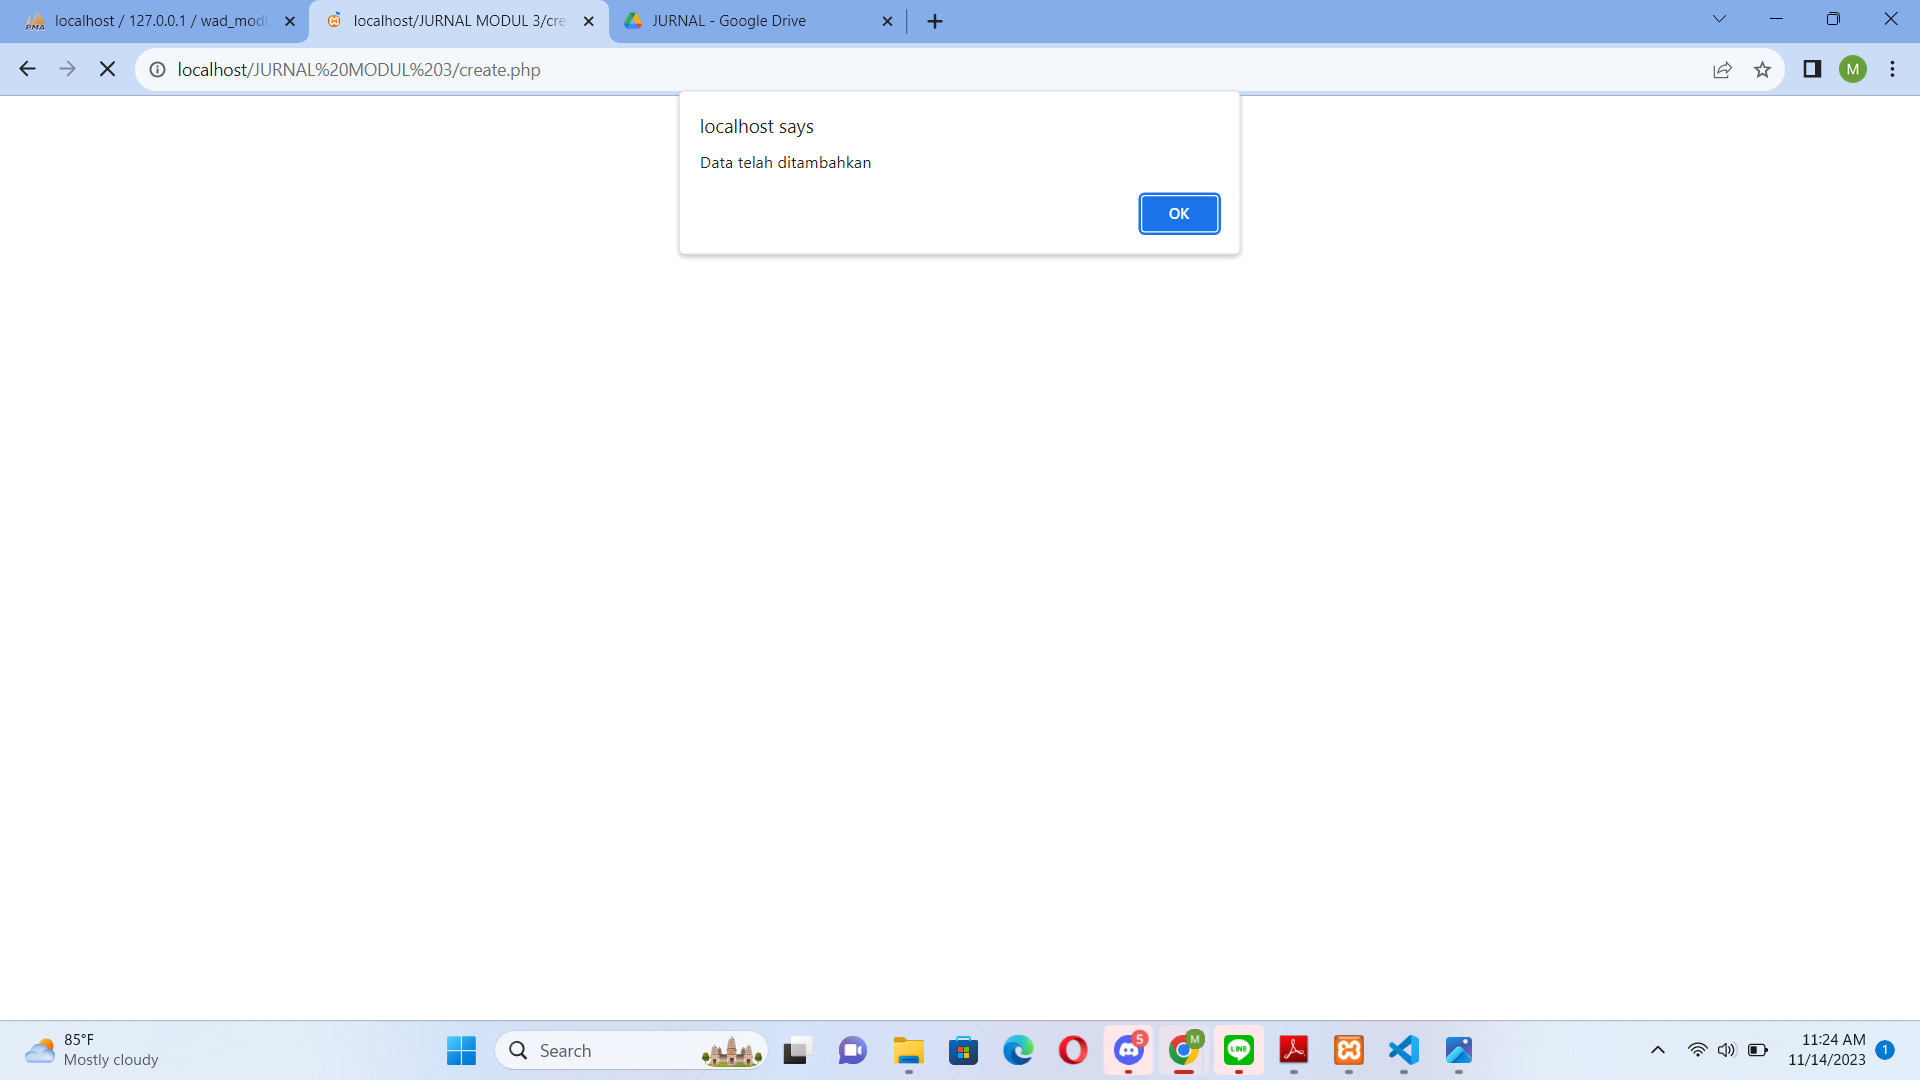 localhost / 127.0.0.1 / wad_modu
localhost/JURNAL MODUL 3/cre
JURNAL - Google Drive
localhost/JURNAL%20MODUL%203/create.php
M
localhost says
Data telah ditambahkan
OK
85°F
Mostly cloudy
Search
5
M
LINE
11:24 AM
11/14/2023
1